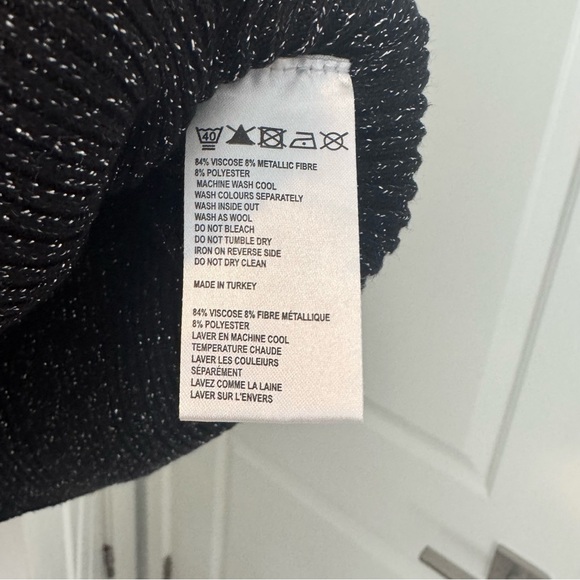 40
84% VISCOSE 8% METALLIC FIBRE
8% POLYESTER
MACHINE WASH COOL
WASH COLOURS SEPARATELY
WASH INSIDE OUT
WASH AS WOOL
DO NOT BLEACH
DO NOT TUMBLE DRY
IRON ON REVERSE SIDE
DO NOT DRY CLEAN
MADE IN TURKEY
84% VISCOSE 8% FIBRE MÉTALLIQUE
8% POLYESTER
LAVER EN MACHINE COOL
TEMPERATURE CHAUDE
LAVER LES COULEURS
SÉPARÉMENT
LAVEZ COMME LA LAINE
LAVER SUR L'ENVERS